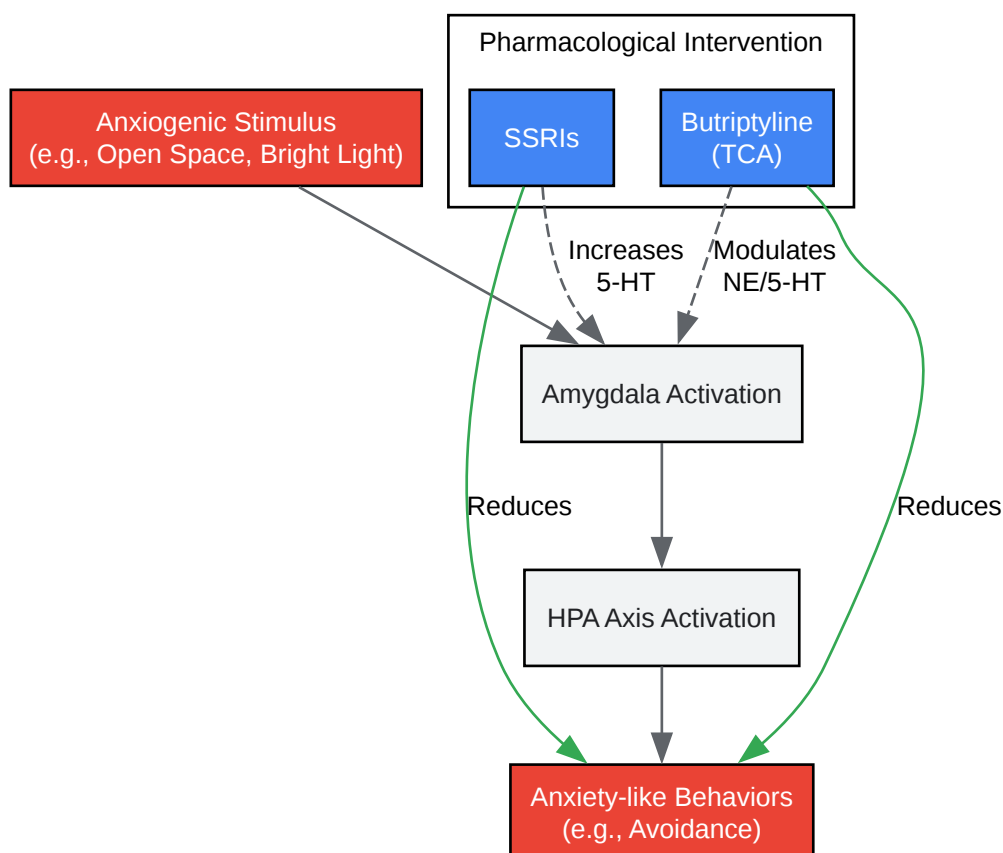 Pharmacological Intervention
Anxiogenic Stimulus
(e.g., Open Space, Bright Light)
SSRIs
Butriptyline
(TCA)
Increases
5-HT
Modulates
NE/5-HT
Amygdala Activation
Reduces
Reduces
HPA Axis Activation
Anxiety-like Behaviors
(e.g., Avoidance)